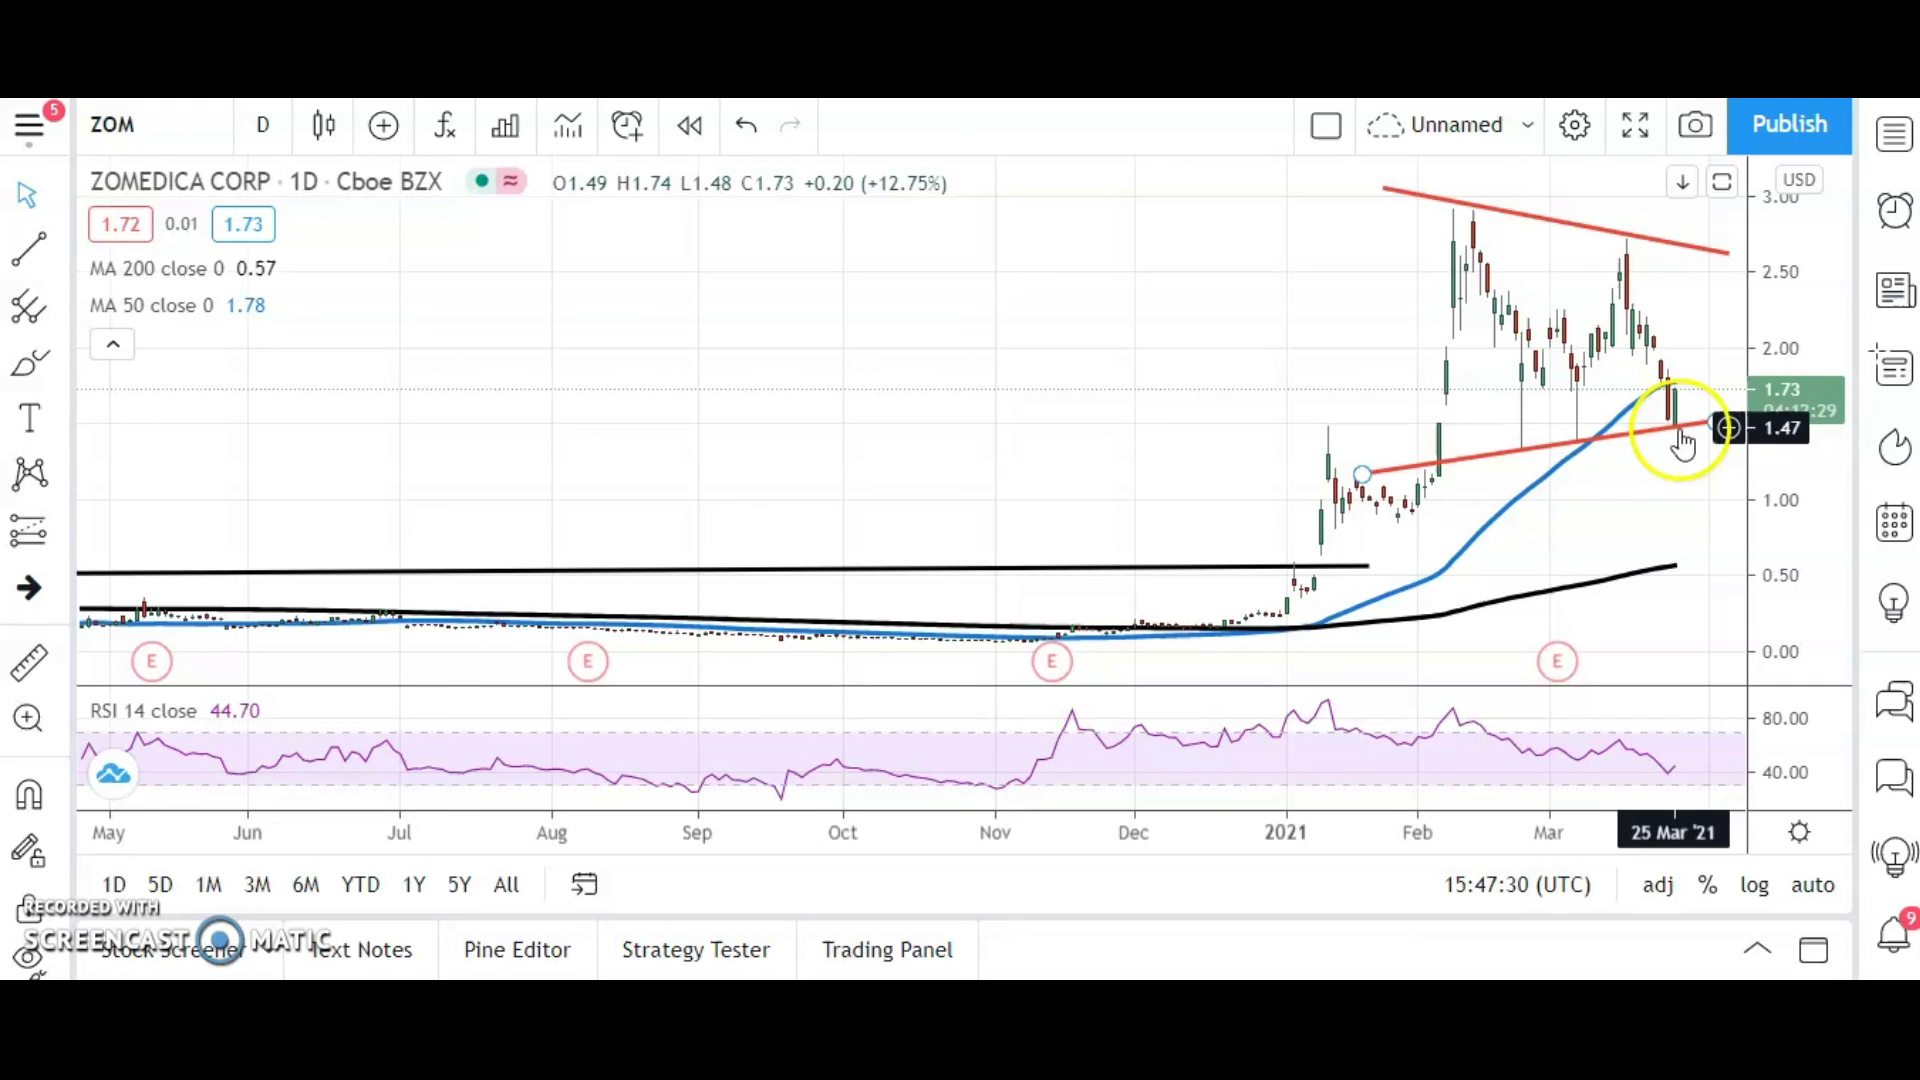 5
ZOM
D
Unnamed
Publish
ZOMEDICA CORP · 1D · Cboe BZX
O1.49 H1.74 L1.48 C1.73 +0.20 (+12.75%)
USD
1.72 0.01 1.73
MA 200 close 0 0.57
MA 50 close 0 1.78
3.00
2.50
2.00
1.73
04:12:29
1.47
1.00
0.50
0.00
E E E E
RSI 14 close 44.70
80.00
40.00
May Jun Jul Aug Sep Oct Nov Dec 2021 Feb Mar 25 Mar '21
1D 5D 1M 3M 6M YTD 1Y 5Y All
15:47:30 (UTC) adj % log auto
RECORDED WITH
SCREENCAST MATIC
Stock Screener Text Notes Pine Editor Strategy Tester Trading Panel
9